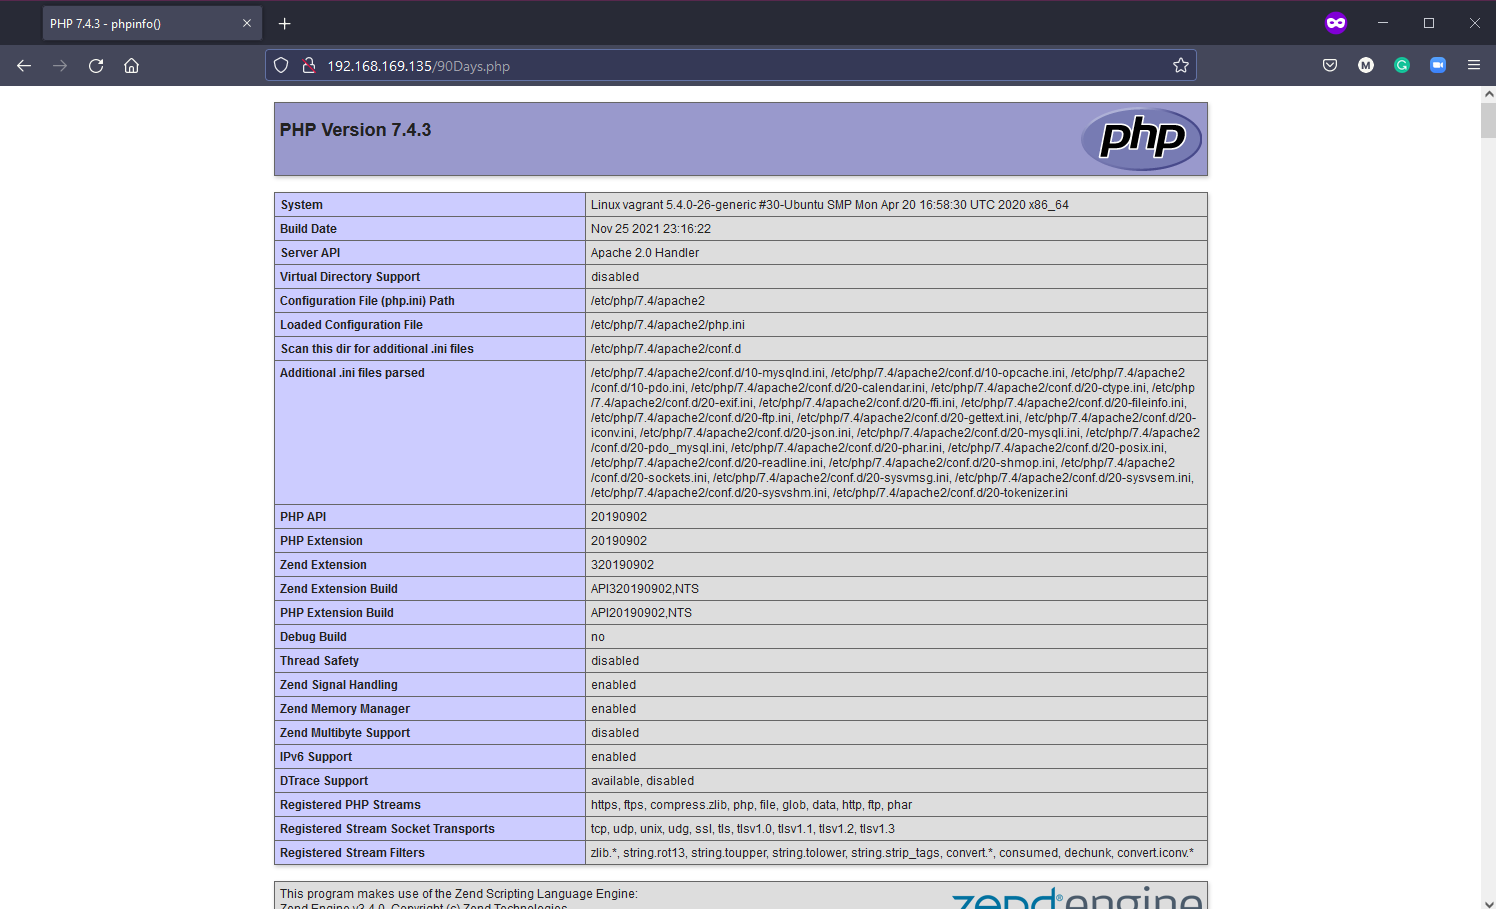 PHP 7.4.3 - phpinfo()
192.168.169.135/90Days.php
M
G
PHP Version 7.4.3
php
System Linux vagrant 5.4.0-26-generic #30-Ubuntu SMP Mon Apr 20 16:58:30 UTC 2020 x86_64
Build Date Nov 25 2021 23:16:22
Server API Apache 2.0 Handler
Virtual Directory Support disabled
Configuration File (php.ini) Path /etc/php/7.4/apache2
Loaded Configuration File /etc/php/7.4/apache2/php.ini
Scan this dir for additional .ini files /etc/php/7.4/apache2/conf.d
Additional .ini files parsed /etc/php/7.4/apache2/conf.d/10-mysqlnd.ini, /etc/php/7.4/apache2/conf.d/10-opcache.ini, /etc/php/7.4/apache2
/conf.d/10-pdo.ini, /etc/php/7.4/apache2/conf.d/20-calendar.ini, /etc/php/7.4/apache2/conf.d/20-ctype.ini, /etc/php
/7.4/apache2/conf.d/20-exif.ini, /etc/php/7.4/apache2/conf.d/20-ffi.ini, /etc/php/7.4/apache2/conf.d/20-fileinfo.ini,
/etc/php/7.4/apache2/conf.d/20-ftp.ini, /etc/php/7.4/apache2/conf.d/20-gettext.ini, /etc/php/7.4/apache2/conf.d/20-
iconv.ini, /etc/php/7.4/apache2/conf.d/20-json.ini, /etc/php/7.4/apache2/conf.d/20-mysqli.ini, /etc/php/7.4/apache2
/conf.d/20-pdo_mysql.ini, /etc/php/7.4/apache2/conf.d/20-phar.ini, /etc/php/7.4/apache2/conf.d/20-posix.ini,
/etc/php/7.4/apache2/conf.d/20-readline.ini, /etc/php/7.4/apache2/conf.d/20-shmop.ini, /etc/php/7.4/apache2
/conf.d/20-sockets.ini, /etc/php/7.4/apache2/conf.d/20-sysvmsg.ini, /etc/php/7.4/apache2/conf.d/20-sysvsem.ini,
/etc/php/7.4/apache2/conf.d/20-sysvshm.ini, /etc/php/7.4/apache2/conf.d/20-tokenizer.ini
PHP API 20190902
PHP Extension 20190902
Zend Extension 320190902
Zend Extension Build API320190902,NTS
PHP Extension Build API20190902,NTS
Debug Build no
Thread Safety disabled
Zend Signal Handling enabled
Zend Memory Manager enabled
Zend Multibyte Support disabled
IPv6 Support enabled
DTrace Support available, disabled
Registered PHP Streams https, ftps, compress.zlib, php, file, glob, data, http, ftp, phar
Registered Stream Socket Transports tcp, udp, unix, udg, ssl, tls, tlsv1.0, tlsv1.1, tlsv1.2, tlsv1.3
Registered Stream Filters zlib.*, string.rot13, string.toupper, string.tolower, string.strip_tags, convert.*, consumed, dechunk, convert.iconv.*
This program makes use of the Zend Scripting Language Engine:
Zend Engine v3.4.0, Copyright (c) Zend Technologies
zend engine